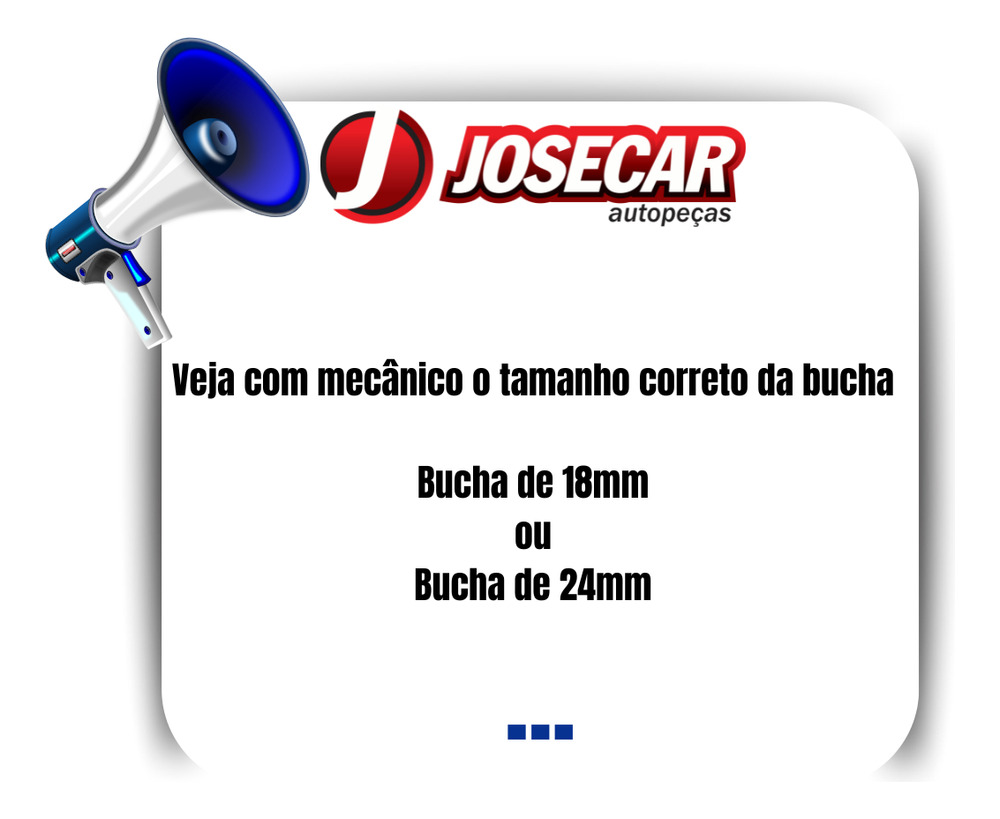 J JOSECAR
autopeças
Veja com mecânico o tamanho correto da bucha
Bucha de 18mm
ou
Bucha de 24mm